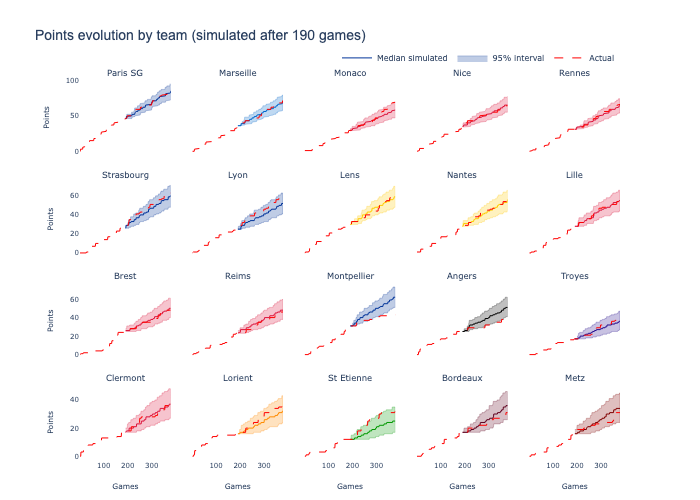 Points evolution by team (simulated after 190 games)
Median simulated 95% interval Actual
Paris SG Marseille Monaco Nice Rennes
100
50
0
Points
Strasbourg Lyon Lens Nantes Lille
60
40
20
0
Points
Brest Reims Montpellier Angers Troyes
60
40
20
0
Points
Clermont Lorient St Etienne Bordeaux Metz
40
20
0
Points
100 200 300 100 200 300 100 200 300 100 200 300 100 200 300
Games Games Games Games Games